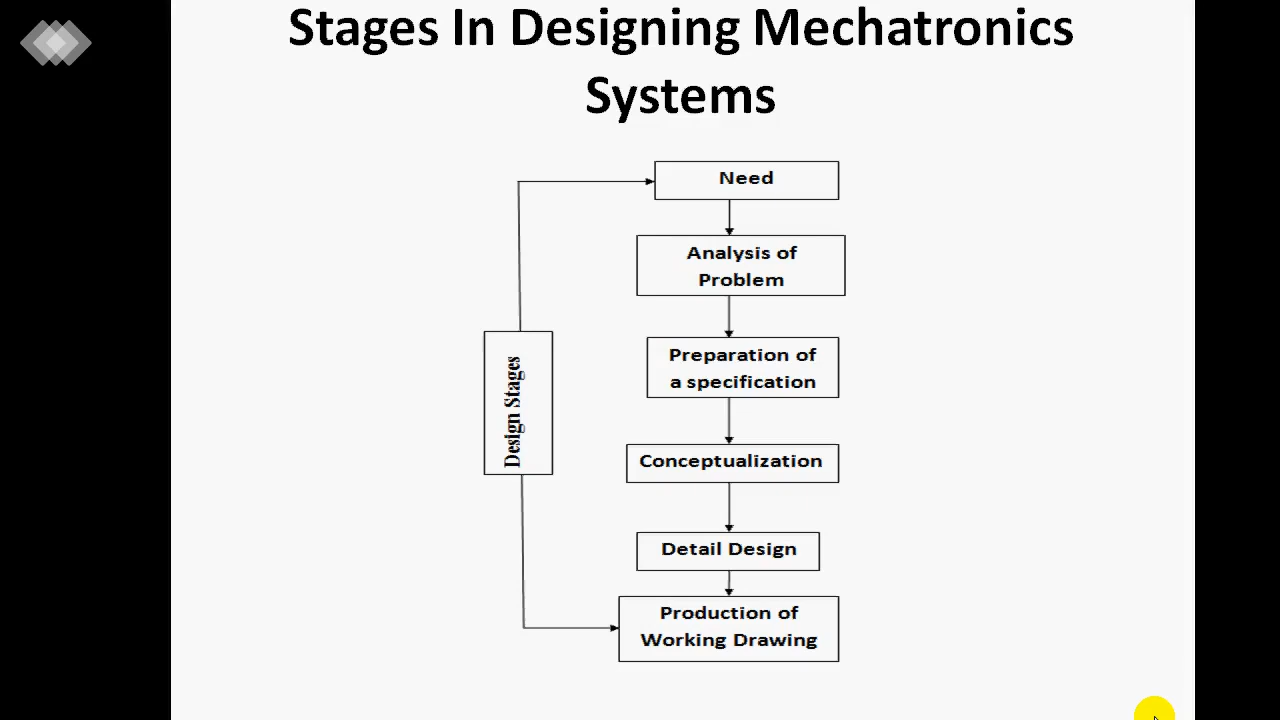 Stages In Designing Mechatronics
Systems
Need
Analysis of
Problem
Preparation of
a specification
Design Stages
Conceptualization
Detail Design
Production of
Working Drawing